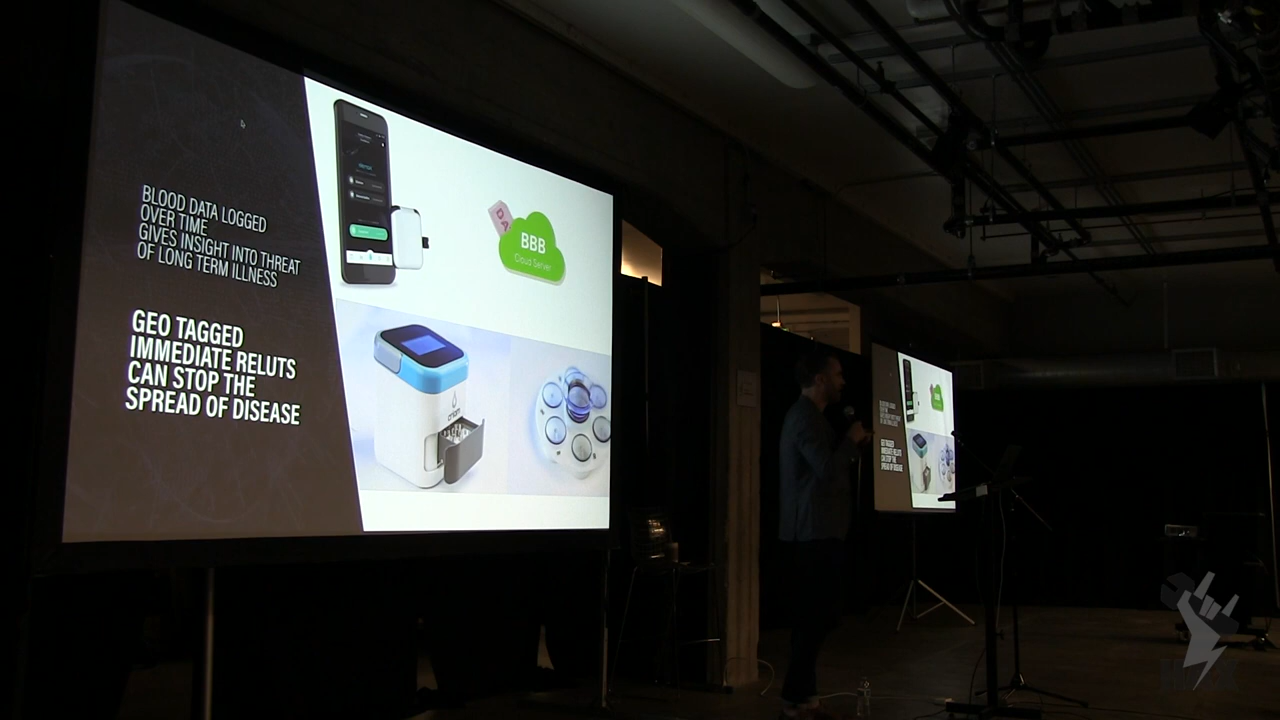 BLOOD DATA LOGGED
OVER TIME
GIVES INSIGHT INTO THREAT
OF LONG TERM ILLNESS
GEO TAGGED
IMMEDIATE RELUTS
CAN STOP THE
SPREAD OF DISEASE
DA
BBB
Cloud Server